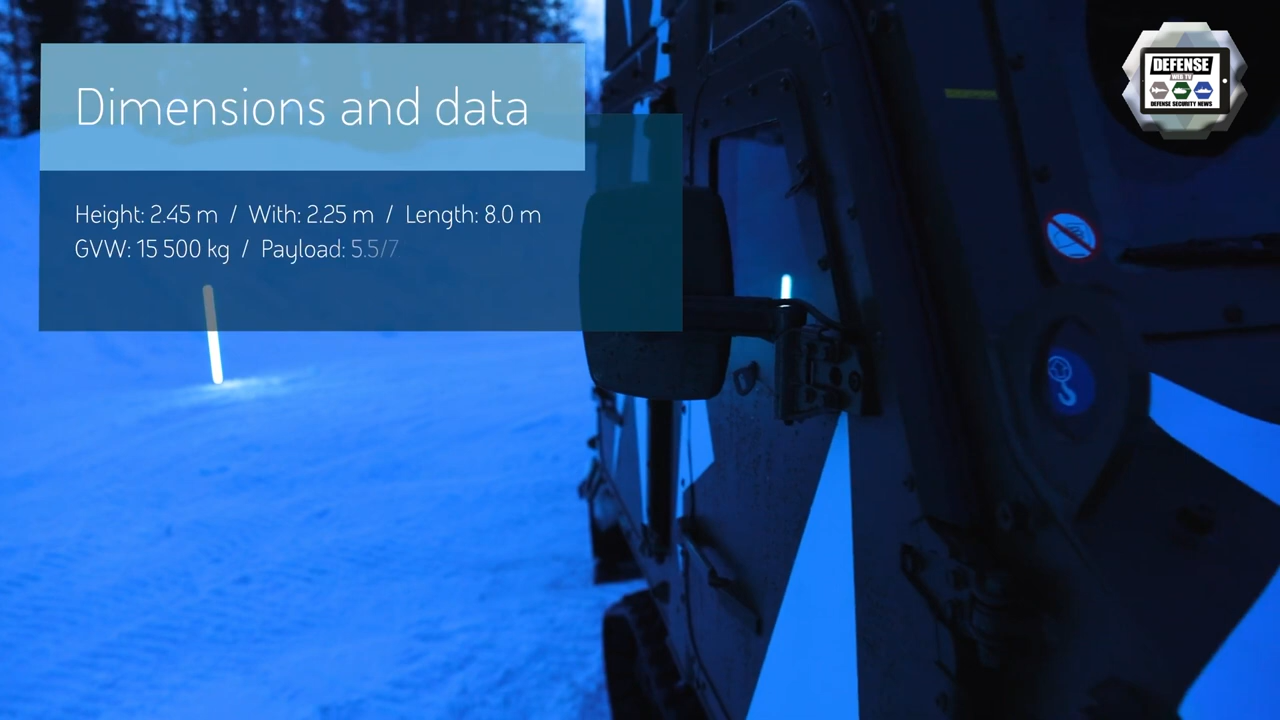 Dimensions and data
Height: 2.45 m / With: 2.25 m / Length: 8.0 m
GVW: 15 500 kg / Payload: 5.5/7
DEFENSE
WEB TV
DEFENSE SECURITY NEWS